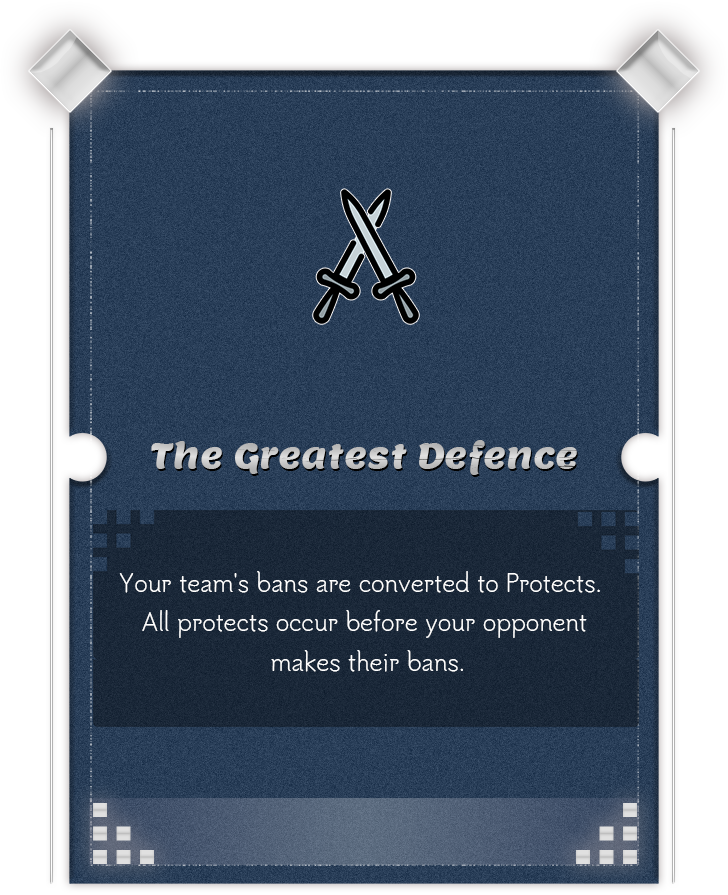 The Greatest Defence
Your team's bans are converted to Protects.
All protects occur before your opponent
makes their bans.